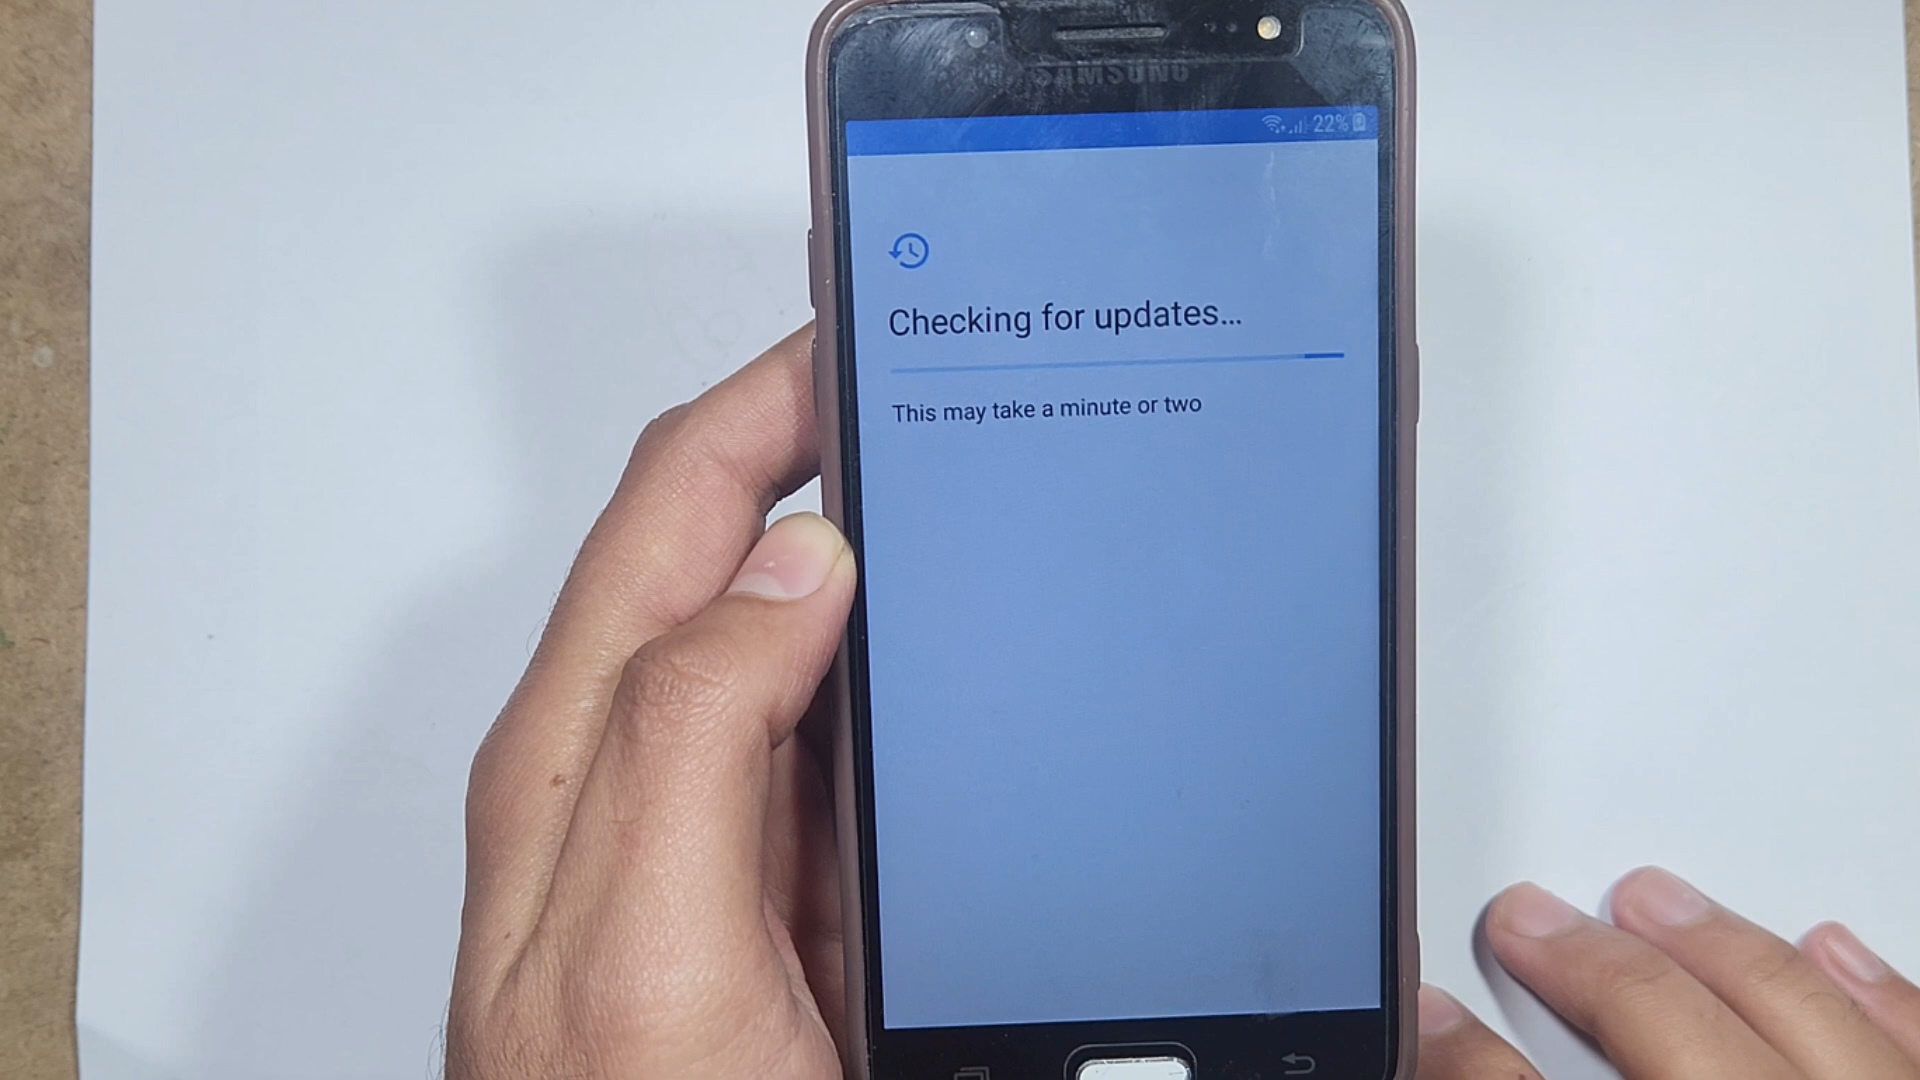 SAMSUNG
22%
Checking for updates...
This may take a minute or two